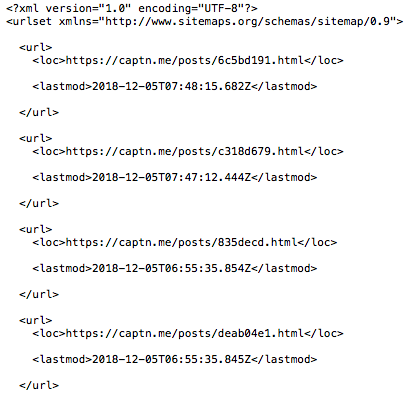 <?xml version="1.0" encoding="UTF-8"?>
<urlset xmlns="http://www.sitemaps.org/schemas/sitemap/0.9">
<url>
<loc>https://captn.me/posts/6c5bd191.html</loc>
<lastmod>2018-12-05T07:48:15.682Z</lastmod>
</url>
<url>
<loc>https://captn.me/posts/c318d679.html</loc>
<lastmod>2018-12-05T07:47:12.444Z</lastmod>
</url>
<url>
<loc>https://captn.me/posts/835decd.html</loc>
<lastmod>2018-12-05T06:55:35.854Z</lastmod>
</url>
<url>
<loc>https://captn.me/posts/deab04e1.html</loc>
<lastmod>2018-12-05T06:55:35.845Z</lastmod>
</url>